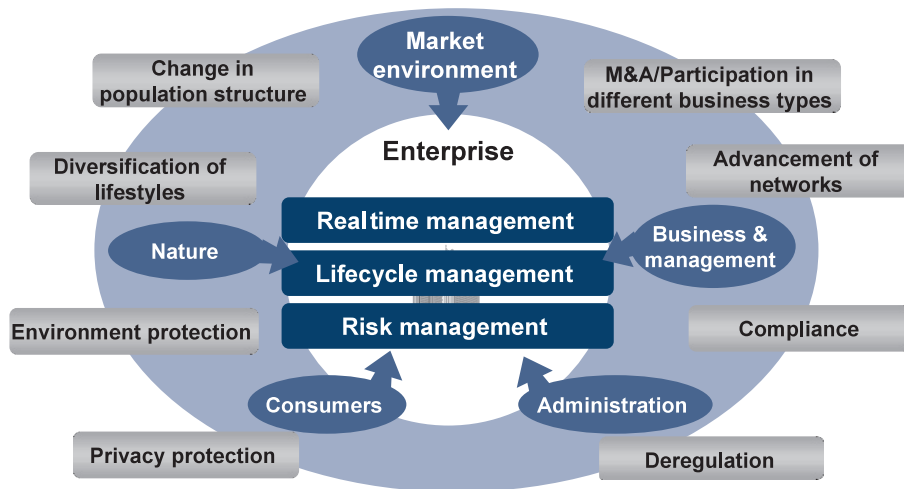 Market
environment
Change in
population structure
M&A/Participation in
different business types
Enterprise
Diversification of
lifestyles
Advancement of
networks
Realtime management
Nature
Business &
management
Lifecycle management
Environment protection
Risk management
Compliance
Consumers
Administration
Privacy protection
Deregulation